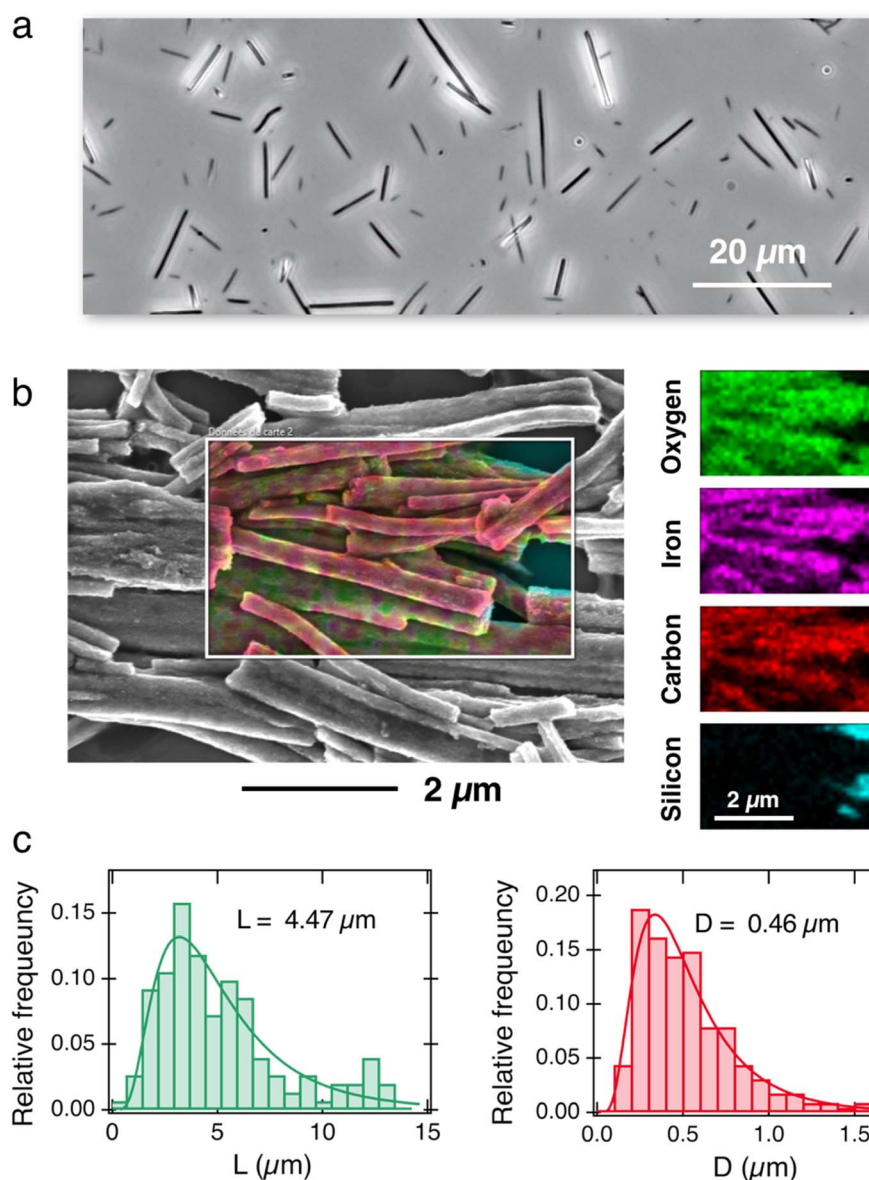 a
20 µm
b
Données de carte 2
2 µm
Oxygen
Iron
Carbon
Silicon
2 µm
c
Relative frequeuncy
0.15
0.10
0.05
0.00
L = 4.47 µm
0
5
10
15
L (µm)
Relative frequeuncy
0.20
0.15
0.10
0.05
0.00
D = 0.46 µm
0.0
0.5
1.0
1.5
D (µm)